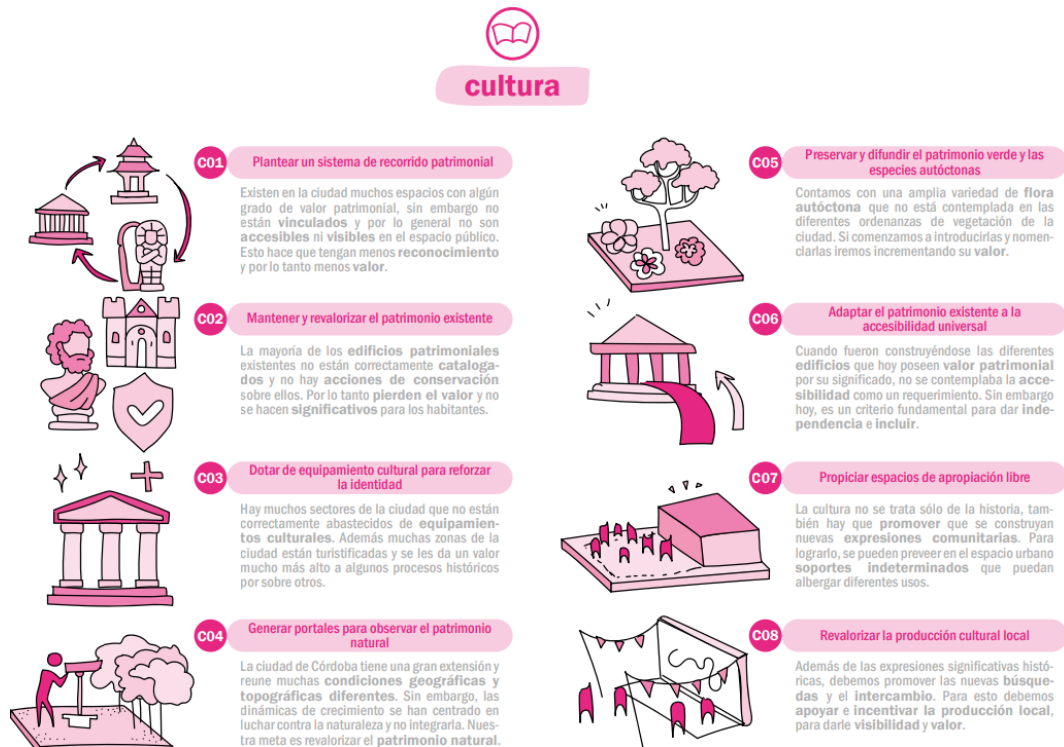 cultura
C01
Plantear un sistema de recorrido patrimonial
Existen en la ciudad muchos espacios con algún
grado de valor patrimonial, sin embargo no
están vinculados y por lo general no son
accesibles ni visibles en el espacio público.
Esto hace que tengan menos reconocimiento
y por lo tanto menos valor.
C02
Mantener y revalorizar el patrimonio existente
La mayoría de los edificios patrimoniales
existentes no están correctamente cataloga-
dos y no hay acciones de conservación
sobre ellos. Por lo tanto pierden el valor y no
se hacen significativos para los habitantes.
C03
Dotar de equipamiento cultural para reforzar
la identidad
Hay muchos sectores de la ciudad que no están
correctamente abastecidos de equipamien-
tos culturales. Además muchas zonas de la
ciudad están turistificadas y se les da un valor
mucho más alto a algunos procesos históricos
por sobre otros.
C04
Generar portales para observar el patrimonio
natural
La ciudad de Córdoba tiene una gran extensión y
reune muchas condiciones geográficas y
topográficas diferentes. Sin embargo, las
dinámicas de crecimiento se han centrado en
luchar contra la naturaleza y no integrarla. Nues-
tra meta es revalorizar el patrimonio natural.
C05
Preservar y difundir el patrimonio verde y las
especies autóctonas
Contamos con una amplia variedad de flora
autóctona que no está contemplada en las
diferentes ordenanzas de vegetación de la
ciudad. Si comenzamos a introducirlas y nomen-
clarlas iremos incrementando su valor.
C06
Adaptar el patrimonio existente a la
accesibilidad universal
Cuando fueron construyéndose las diferentes
edificios que hoy poseen valor patrimonial
por su significado, no se contemplaba la acce-
sibilidad como un requerimiento. Sin embargo
hoy, es un criterio fundamental para dar inde-
pendencia e incluir.
C07
Propiciar espacios de apropiación libre
La cultura no se trata sólo de la historia, tam-
bién hay que promover que se construyan
nuevas expresiones comunitarias. Para
lograrlo, se pueden preveer en el espacio urbano
soportes indeterminados que puedan
albergar diferentes usos.
C08
Revalorizar la producción cultural local
Además de las expresiones significativas histó-
ricas, debemos promover las nuevas búsque-
das y el intercambio. Para esto debemos
apoyar e incentivar la producción local,
para darle visibilidad y valor.